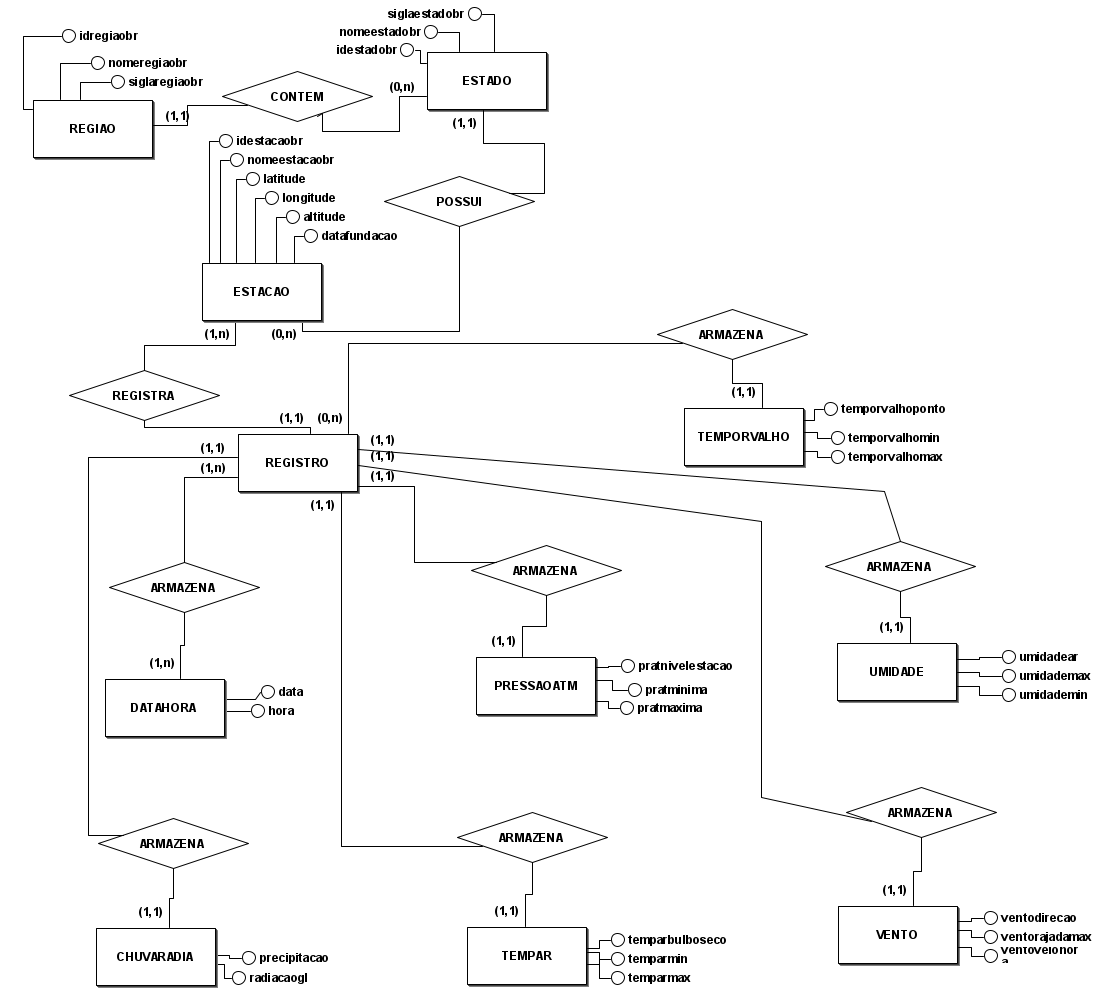 siglaestadobr
nomeestadobr
idestadobr
idregiaobr
nomeregiaobr
siglaregiaobr
ESTADO
CONTEM
(0,n)
(1,1)
REGIAO
(1,1)
idestacaobr
nomeestacaobr
latitude
longitude
altitude
datafundacao
POSSUI
ESTACAO
(1,n)
(0,n)
ARMAZENA
REGISTRA
(1,1)
temporvalhoponto
temporvalhomin
temporvalhomax
TEMPORVALHO
(1,1)
(0,n)
(1,1)
(1,1)
(1,1)
(1,n)
(1,1)
REGISTRO
(1,1)
ARMAZENA
ARMAZENA
ARMAZENA
(1,1)
(1,1)
(1,n)
umidadear
umidademax
umidademin
UMIDADE
pratnivelestacao
pratminima
pratmaxima
PRESSAOATM
data
hora
DATAHORA
ARMAZENA
ARMAZENA
ARMAZENA
(1,1)
(1,1)
(1,1)
ventodirecao
ventorajadamax
VENTO
temparbulboseco
temparmin
temparmax
TEMPAR
CHUVARADIA
precipitacao
radiacaogl